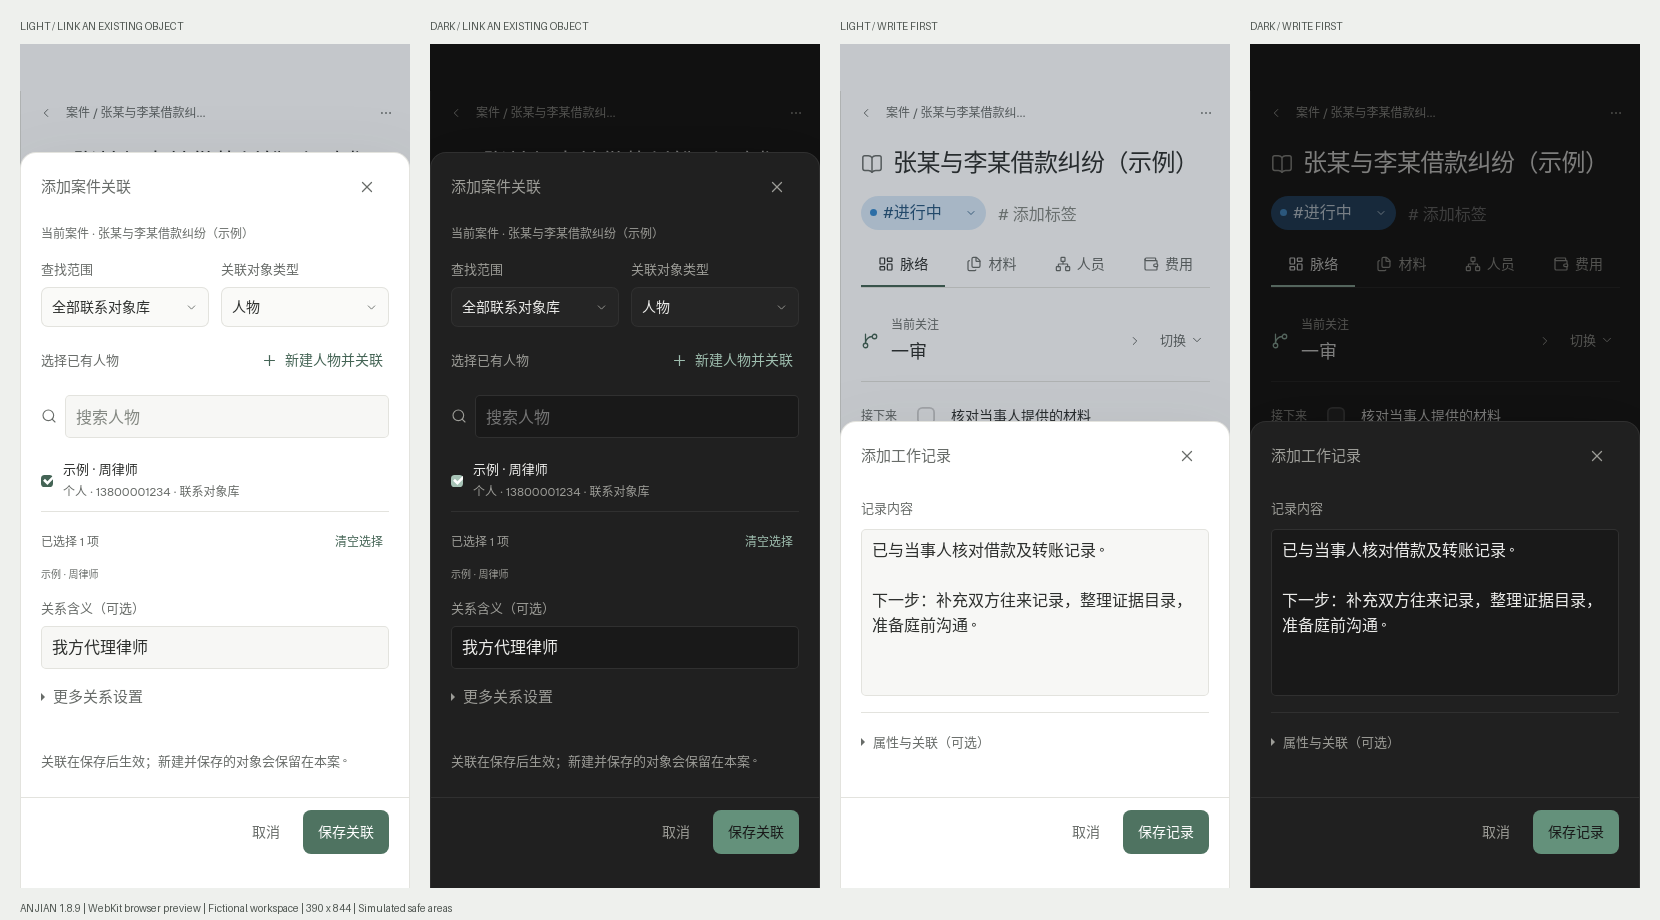 LIGHT / LINK AN EXISTING OBJECT
案件 / 张某与李某借款纠...
添加案件关联
当前案件 · 张某与李某借款纠纷（示例）
查找范围
关联对象类型
全部联系对象库
人物
选择已有人物
新建人物并关联
搜索人物
示例 · 周律师
个人 · 13800001234 · 联系对象库
已选择 1 项
清空选择
示例 · 周律师
关系含义（可选）
我方代理律师
更多关系设置
关联在保存后生效；新建并保存的对象会保留在本案。
取消
保存关联
DARK / LINK AN EXISTING OBJECT
案件 / 张某与李某借款纠...
添加案件关联
当前案件 · 张某与李某借款纠纷（示例）
查找范围
关联对象类型
全部联系对象库
人物
选择已有人物
新建人物并关联
搜索人物
示例 · 周律师
个人 · 13800001234 · 联系对象库
已选择 1 项
清空选择
示例 · 周律师
关系含义（可选）
我方代理律师
更多关系设置
关联在保存后生效；新建并保存的对象会保留在本案。
取消
保存关联
LIGHT / WRITE FIRST
案件 / 张某与李某借款纠...
张某与李某借款纠纷（示例）
#进行中
# 添加标签
脉络
材料
人员
费用
当前关注
一审
切换
接下来
核对当事人提供的材料
添加工作记录
记录内容
已与当事人核对借款及转账记录。
下一步：补充双方往来记录，整理证据目录，
准备庭前沟通。
属性与关联（可选）
取消
保存记录
DARK / WRITE FIRST
案件 / 张某与李某借款纠...
张某与李某借款纠纷（示例）
#进行中
# 添加标签
脉络
材料
人员
费用
当前关注
一审
切换
接下来
核对当事人提供的材料
添加工作记录
记录内容
已与当事人核对借款及转账记录。
下一步：补充双方往来记录，整理证据目录，
准备庭前沟通。
属性与关联（可选）
取消
保存记录
ANJIAN 1.8.9 | WebKit browser preview | Fictional workspace | 390 x 844 | Simulated safe areas